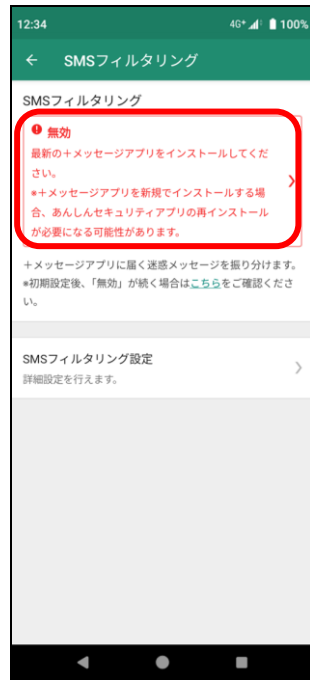 12:34 4G+ 100%
← SMSフィルタリング
SMSフィルタリング
無効
最新の＋メッセージアプリをインストールしてくだ
さい。
※＋メッセージアプリを新規でインストールする場
合、あんしんセキュリティアプリの再インストール
が必要になる可能性があります。
＋メッセージアプリに届く迷惑メッセージを振り分けます。
※初期設定後、「無効」が続く場合はこちらをご確認くださ
い。
SMSフィルタリング設定
詳細設定を行えます。